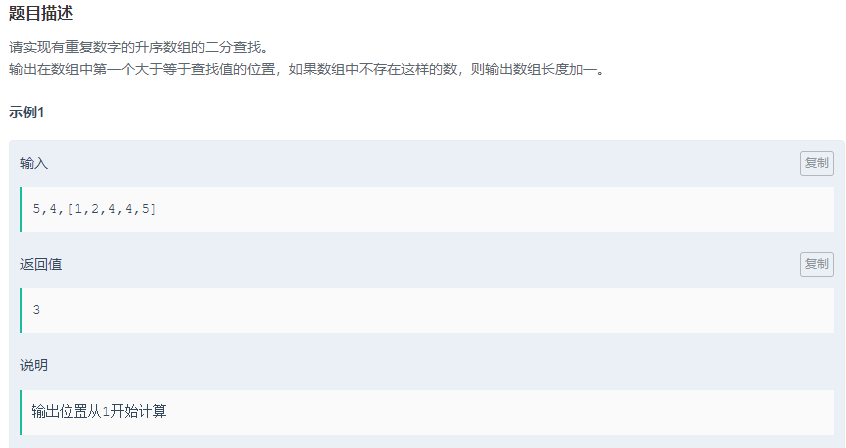 题目描述
请实现有重复数字的升序数组的二分查找。
输出在数组中第一个大于等于查找值的位置，如果数组中不存在这样的数，则输出数组长度加一。
示例1
输入
复制
5,4,[1,2,4,4,5]
返回值
复制
3
说明
输出位置从1开始计算